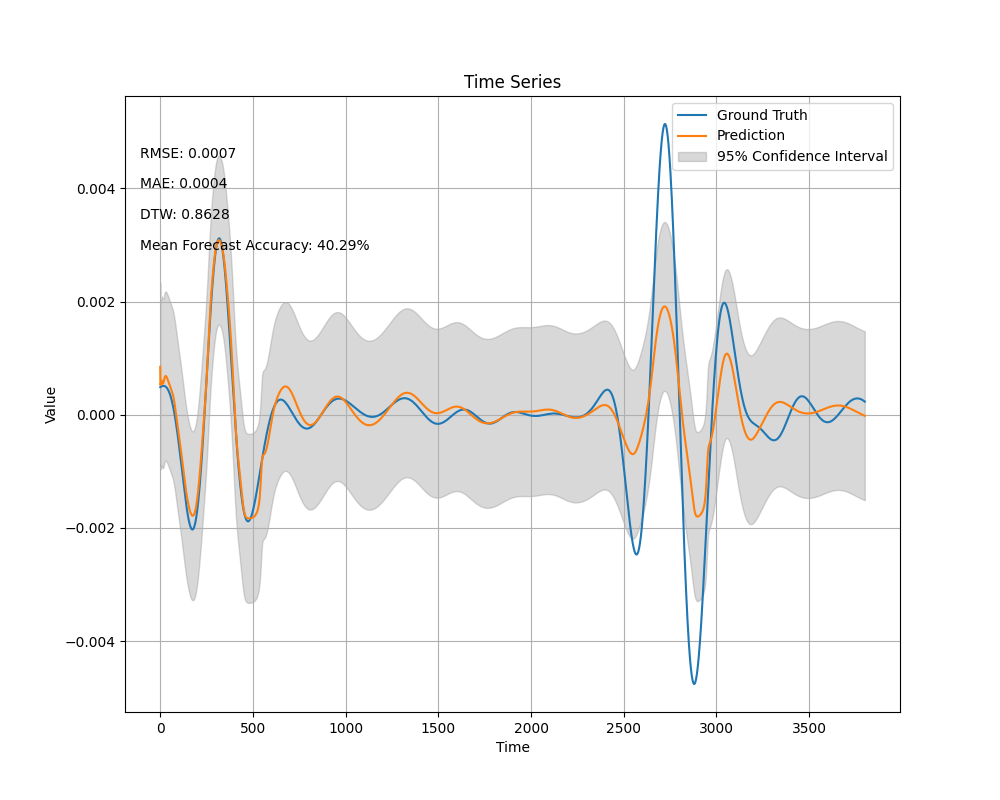 Time Series
Ground Truth
Prediction
95% Confidence Interval
RMSE: 0.0007
MAE: 0.0004
DTW: 0.8628
Mean Forecast Accuracy: 40.29%
Value
0.004
0.002
0.000
−0.002
−0.004
0 500 1000 1500 2000 2500 3000 3500
Time